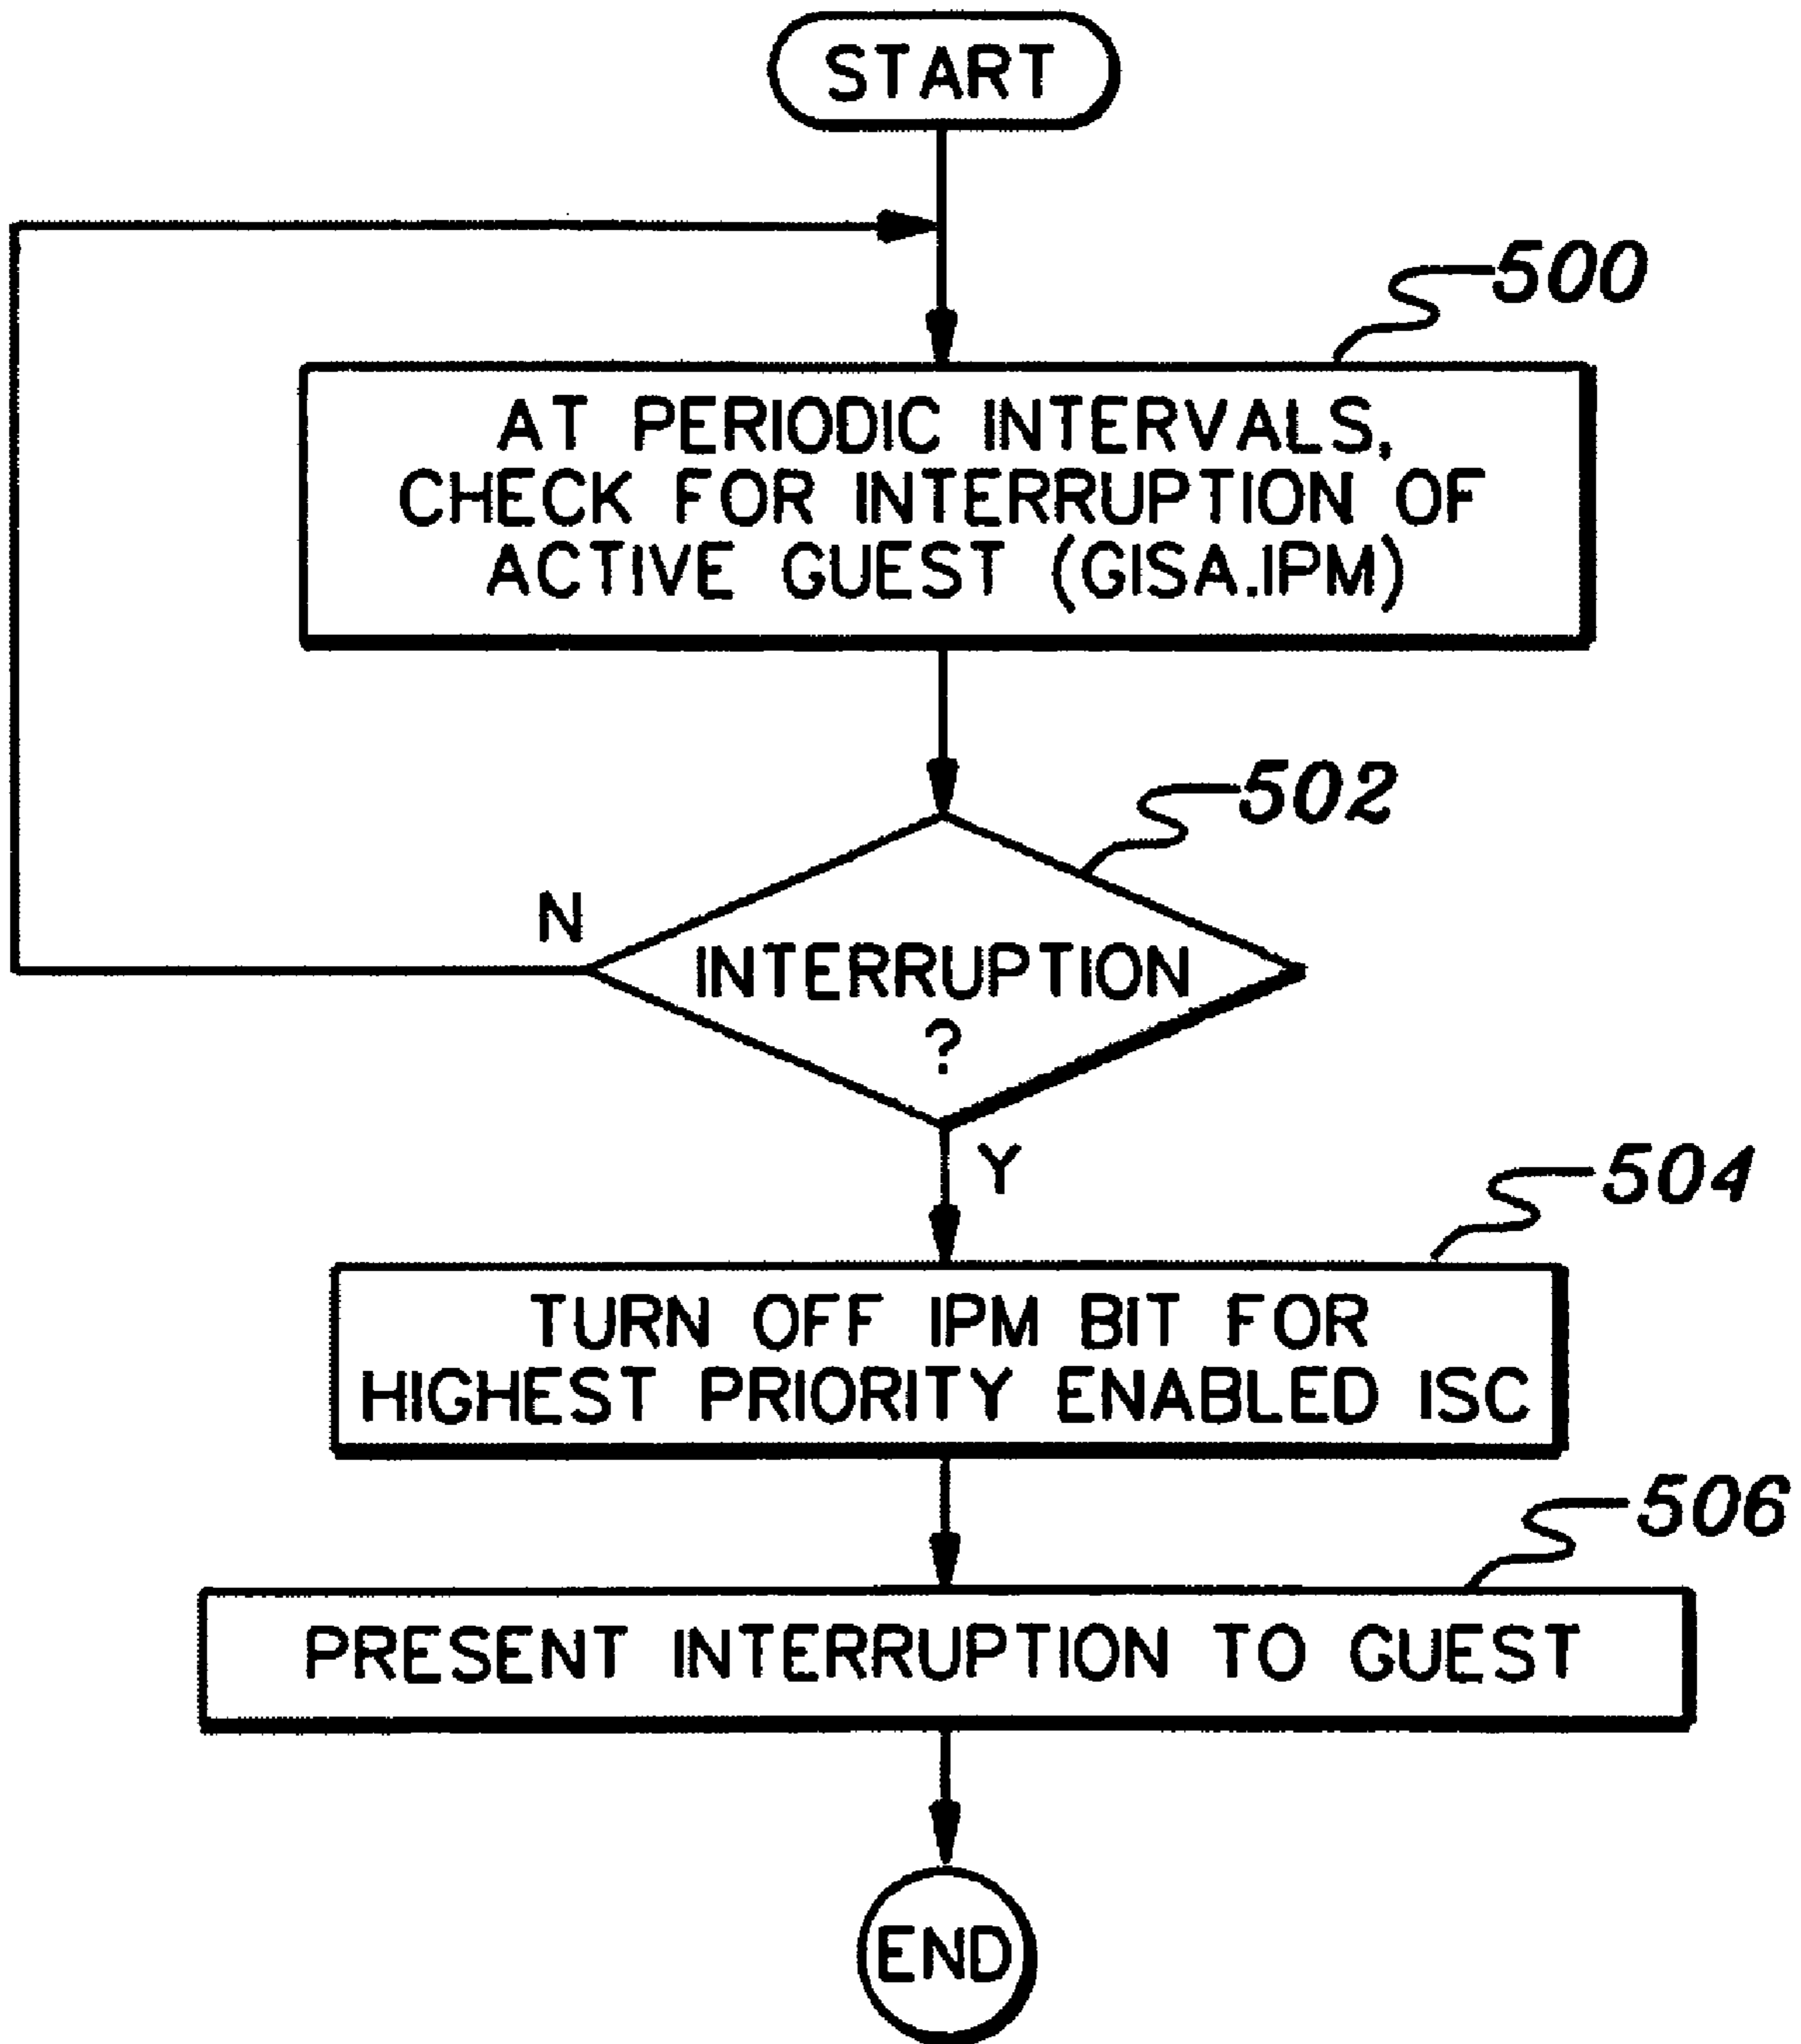 START
500
AT PERIODIC INTERVALS,
CHECK FOR INTERRUPTION OF
ACTIVE GUEST (GISA.IPM)
502
N
INTERRUPTION
?
Y
504
TURN OFF IPM BIT FOR
HIGHEST PRIORITY ENABLED ISC
506
PRESENT INTERRUPTION TO GUEST
END